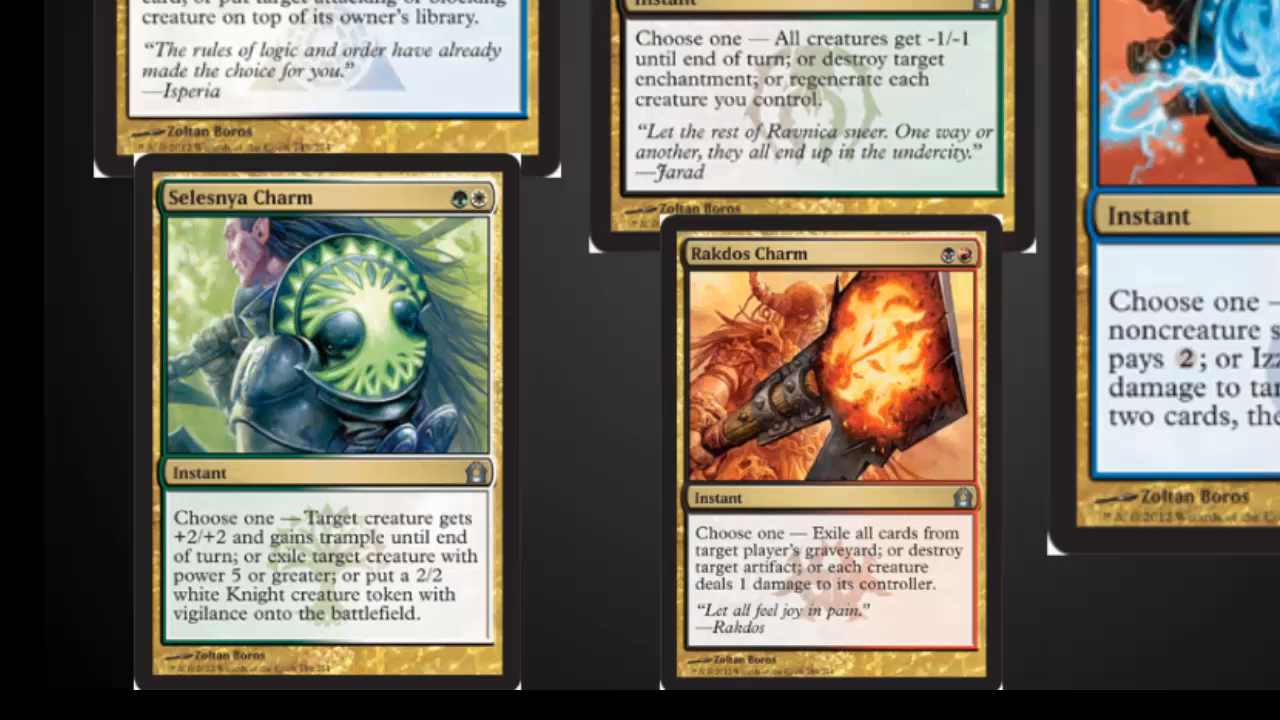 creature on top of its owner's library.
“The rules of logic and order have already
made the choice for you.”
—Isperia
Zoltan Boros
Instant
Choose one — All creatures get -1/-1
until end of turn; or destroy target
enchantment; or regenerate each
creature you control.
“Let the rest of Ravnica sneer. One way or
another, they all end up in the undercity.”
—Jarad
Zoltan Boros
Selesnya Charm
Instant
Choose one — Target creature gets
+2/+2 and gains trample until end
of turn; or exile target creature with
power 5 or greater; or put a 2/2
white Knight creature token with
vigilance onto the battlefield.
Zoltan Boros
Rakdos Charm
Instant
Choose one — Exile all cards from
target player's graveyard; or destroy
target artifact; or each creature
deals 1 damage to its controller.
“Let all feel joy in pain.”
—Rakdos
Zoltan Boros
Instant
Choose one —
noncreature
pays 2; or
damage to
two cards,
Zoltan Boros